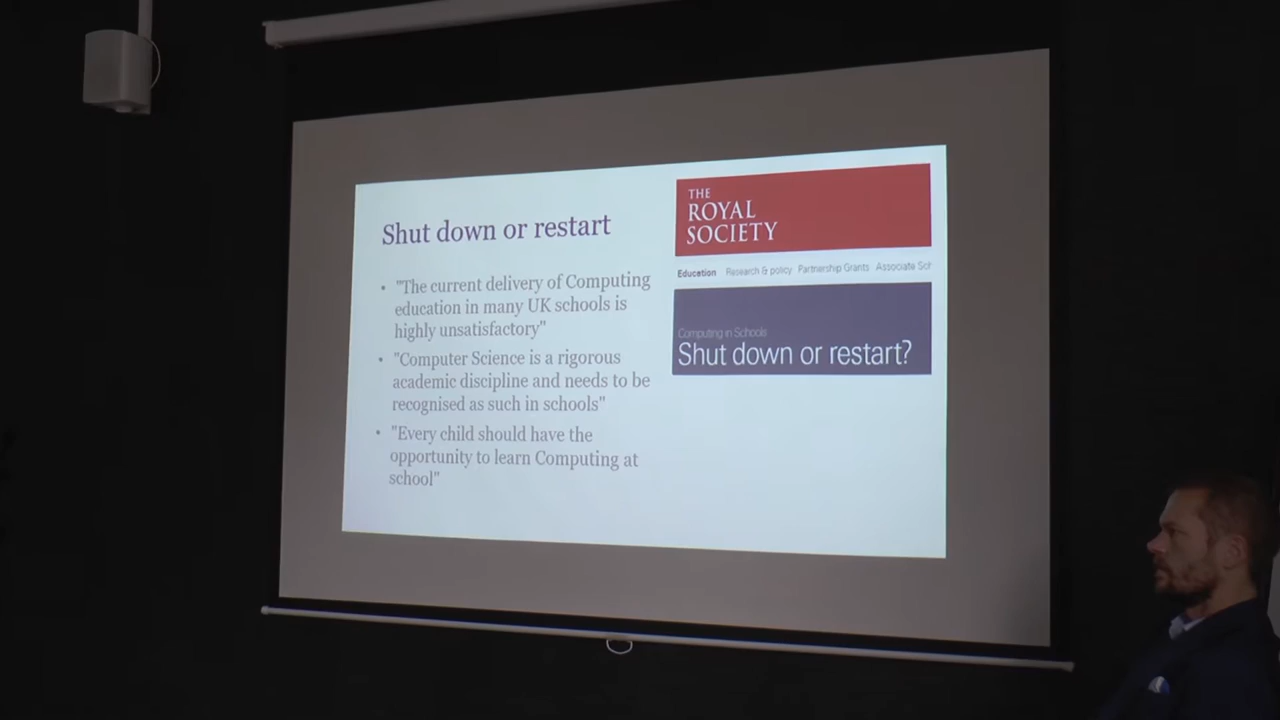 Shut down or restart
• "The current delivery of Computing
education in many UK schools is
highly unsatisfactory"
• "Computer Science is a rigorous
academic discipline and needs to be
recognised as such in schools"
• "Every child should have the
opportunity to learn Computing at
school"
THE
ROYAL
SOCIETY
Education Research & policy Partnership Grants Associate Sch
Computing in Schools
Shut down or restart?